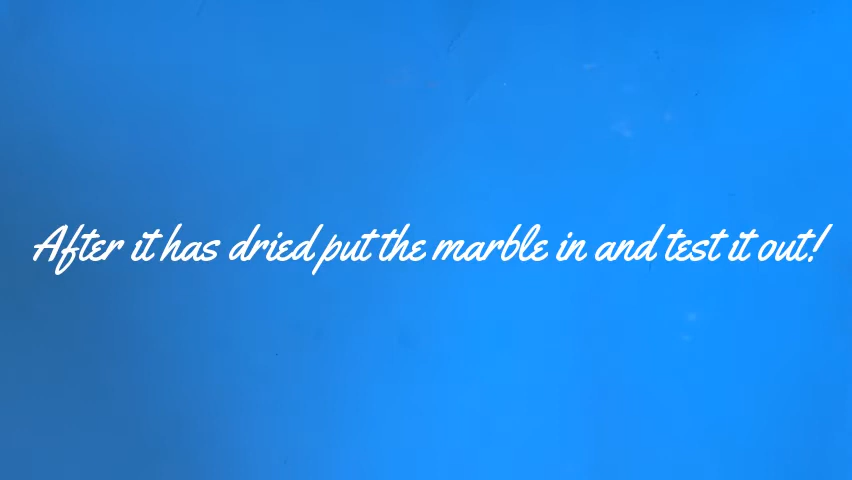 After it has dried put the marble in and test it out!